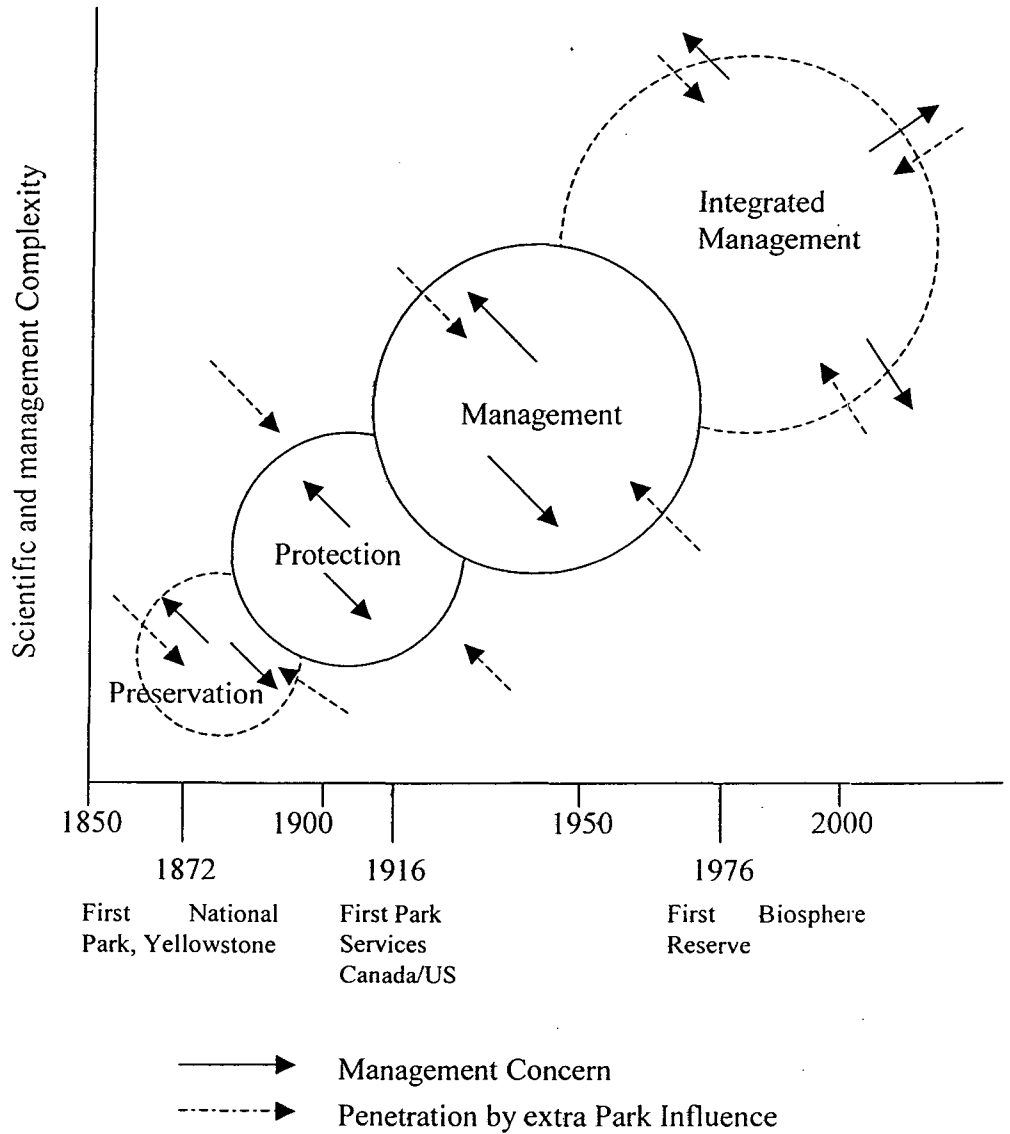 Scientific and management Complexity
Integrated
Management
Management
Protection
Preservation
1850
1900
1950
2000
1872
1916
1976
First National
Park, Yellowstone
First Park
Services
Canada/US
First Biosphere
Reserve
Management Concern
Penetration by extra Park Influence